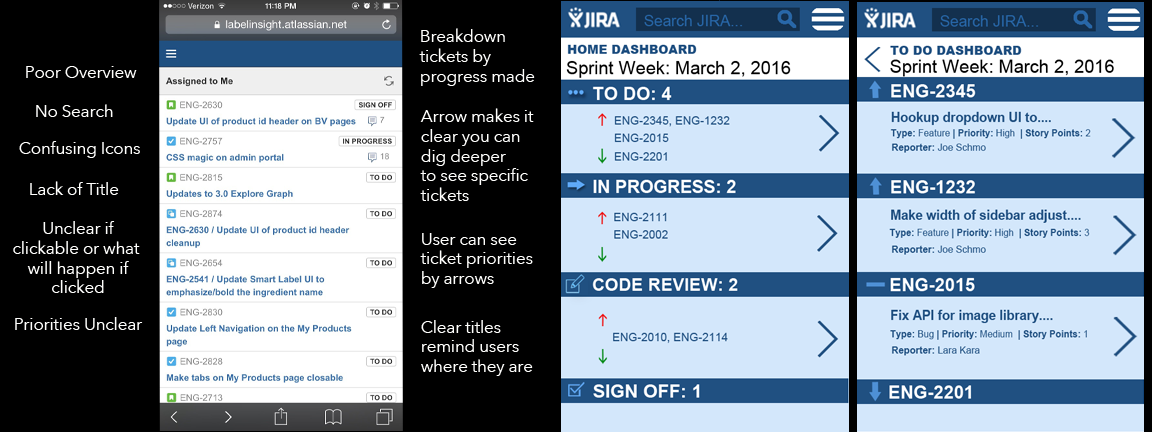 Poor Overview
No Search
Confusing Icons
Lack of Title
Unclear if
clickable or what
will happen if
clicked
Priorities Unclear
Verizon
11:18 PM
labelinsight.atlassian.net
Assigned to Me
ENG-2630
SIGN OFF
Update UI of product id header on BV pages
7
ENG-2757
IN PROGRESS
CSS magic on admin portal
18
ENG-2815
TO DO
Updates to 3.0 Explore Graph
ENG-2874
TO DO
ENG-2630 / Update UI of product id header
cleanup
ENG-2654
TO DO
ENG-2541 / Update Smart Label UI to
emphasize/bold the ingredient name
ENG-2830
TO DO
Update Left Navigation on the My Products
page
ENG-2828
TO DO
Make tabs on My Products page closable
ENG-2713
TO DO
Breakdown
tickets by
progress made
Arrow makes it
clear you can
dig deeper
to see specific
tickets
User can see
ticket priorities
by arrows
Clear titles
remind users
where they are
JIRA
Search JIRA...
HOME DASHBOARD
Sprint Week: March 2, 2016
TO DO: 4
ENG-2345, ENG-1232
ENG-2015
ENG-2201
IN PROGRESS: 2
ENG-2111
ENG-2002
CODE REVIEW: 2
ENG-2010, ENG-2114
SIGN OFF: 1
JIRA
Search JIRA...
TO DO DASHBOARD
Sprint Week: March 2, 2016
ENG-2345
Hookup dropdown UI to....
Type: Feature | Priority: High | Story Points: 2
Reporter: Joe Schmo
ENG-1232
Make width of sidebar adjust....
Type: Feature | Priority: High | Story Points: 3
Reporter: Joe Schmo
ENG-2015
Fix API for image library....
Type: Bug | Priority: Medium | Story Points: 1
Reporter: Lara Kara
ENG-2201